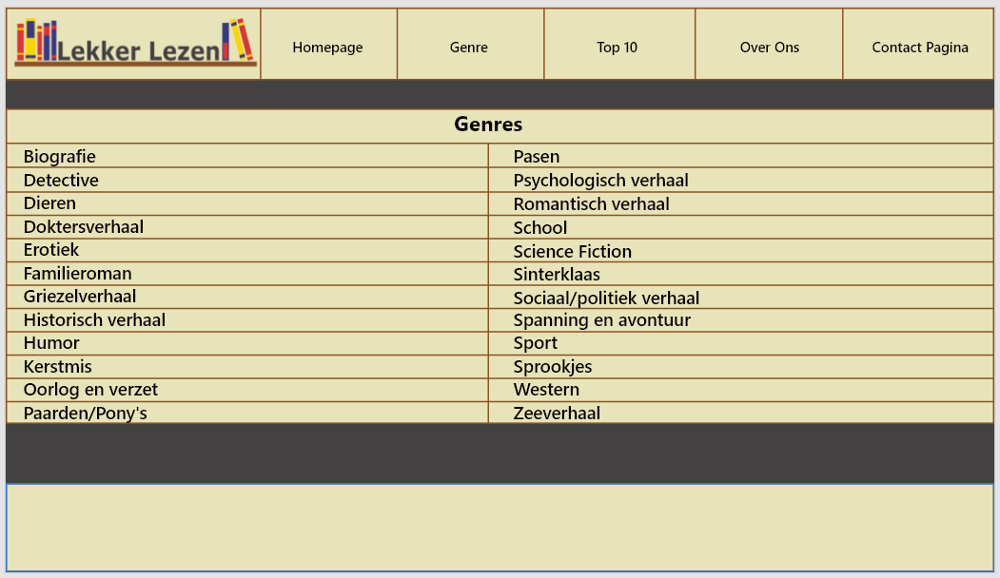 Lekker Lezen
Homepage
Genre
Top 10
Over Ons
Contact Pagina
Genres
Biografie
Detective
Dieren
Doktersverhaal
Erotiek
Familieroman
Griezelverhaal
Historisch verhaal
Humor
Kerstmis
Oorlog en verzet
Paarden/Pony's
Pasen
Psychologisch verhaal
Romantisch verhaal
School
Science Fiction
Sinterklaas
Sociaal/politiek verhaal
Spanning en avontuur
Sport
Sprookjes
Western
Zeeverhaal